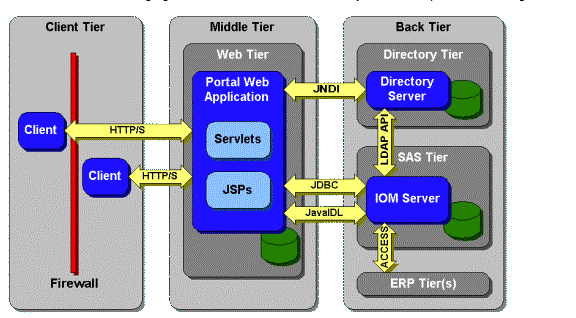 Client Tier
Middle Tier
Back Tier
Web Tier
Directory Tier
Portal Web
Application
JNDI
Directory
Server
Client
HTTP/S
Servlets
LDAP API
SAS Tier
Client
HTTP/S
JSPs
JDBC
IOM Server
JavaIDL
ACCESS
Firewall
ERP Tier(s)